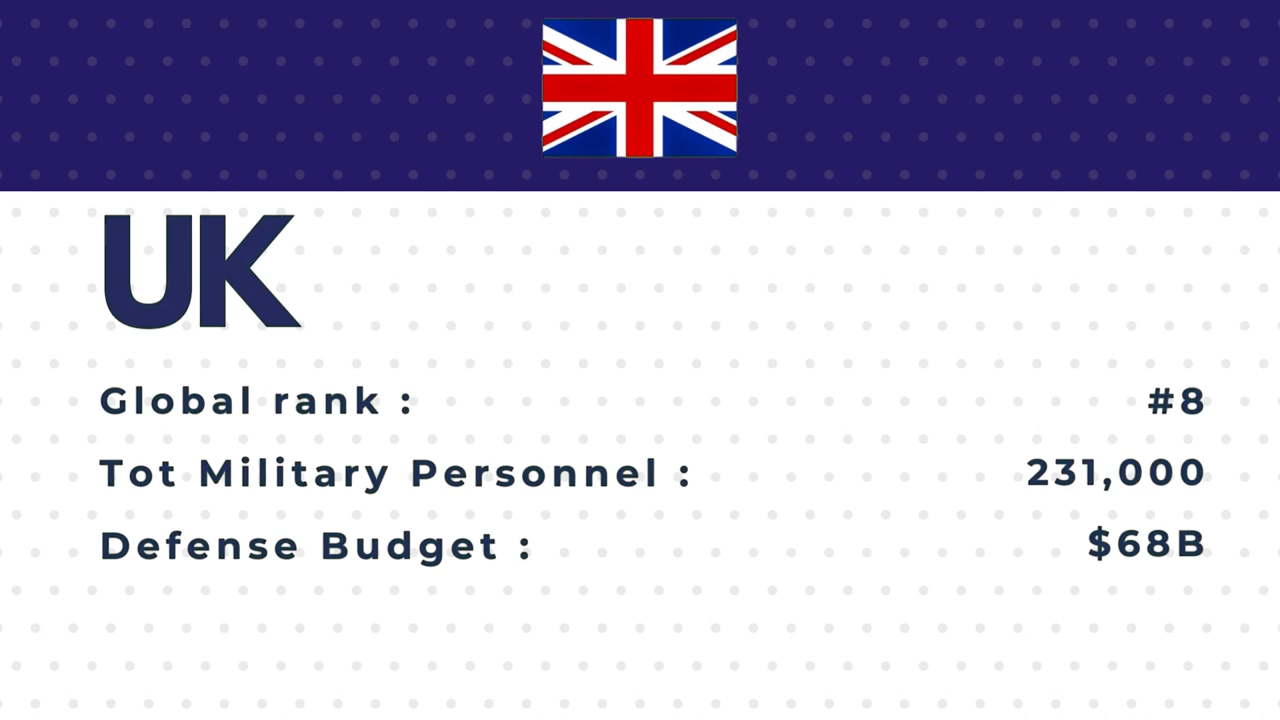 UK
Global rank : #8
Tot Military Personnel : 231,000
Defense Budget : $68B